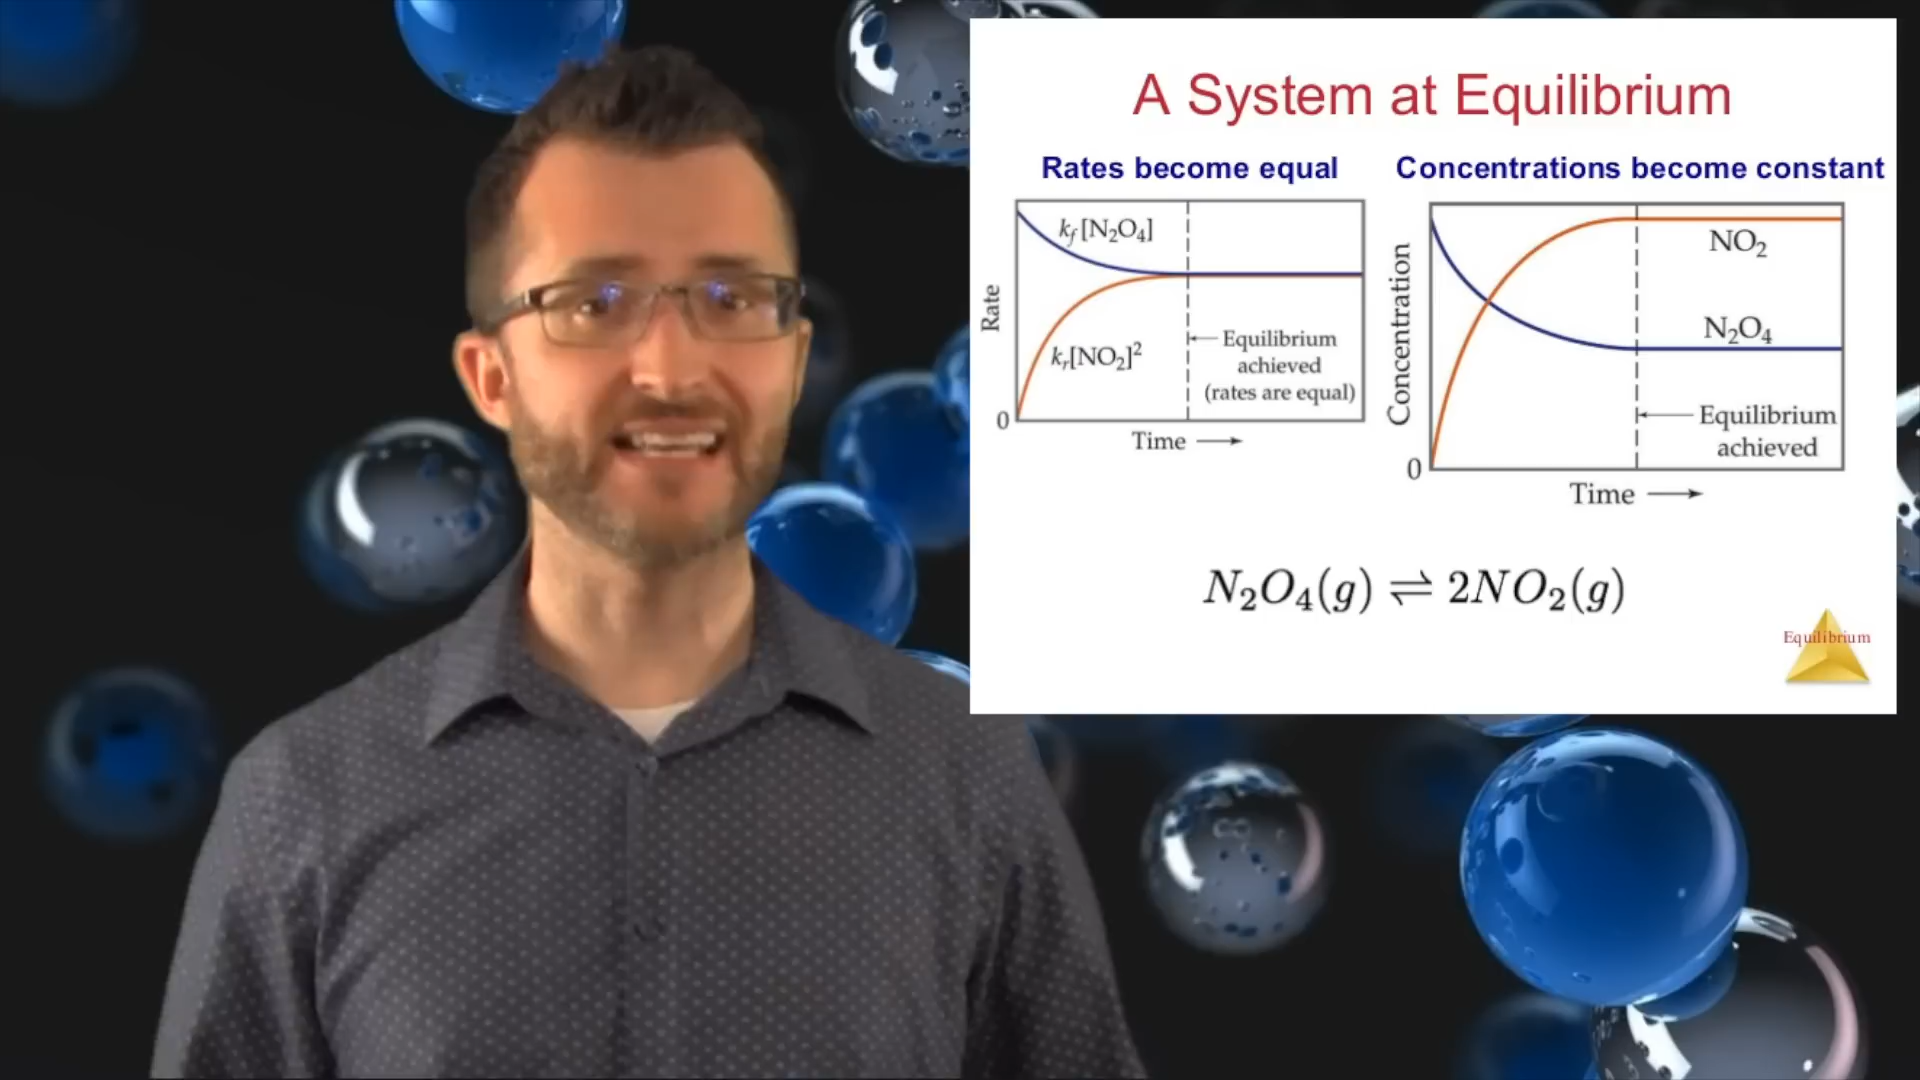 A System at Equilibrium
Rates become equal
k_f[N₂O₄]
Rate
k_r[NO₂]²
Equilibrium
achieved
(rates are equal)
0
Time →
Concentrations become constant
NO₂
Concentration
N₂O₄
Equilibrium
achieved
0
Time →
N₂O₄(g) ⇌ 2NO₂(g)
Equilibrium